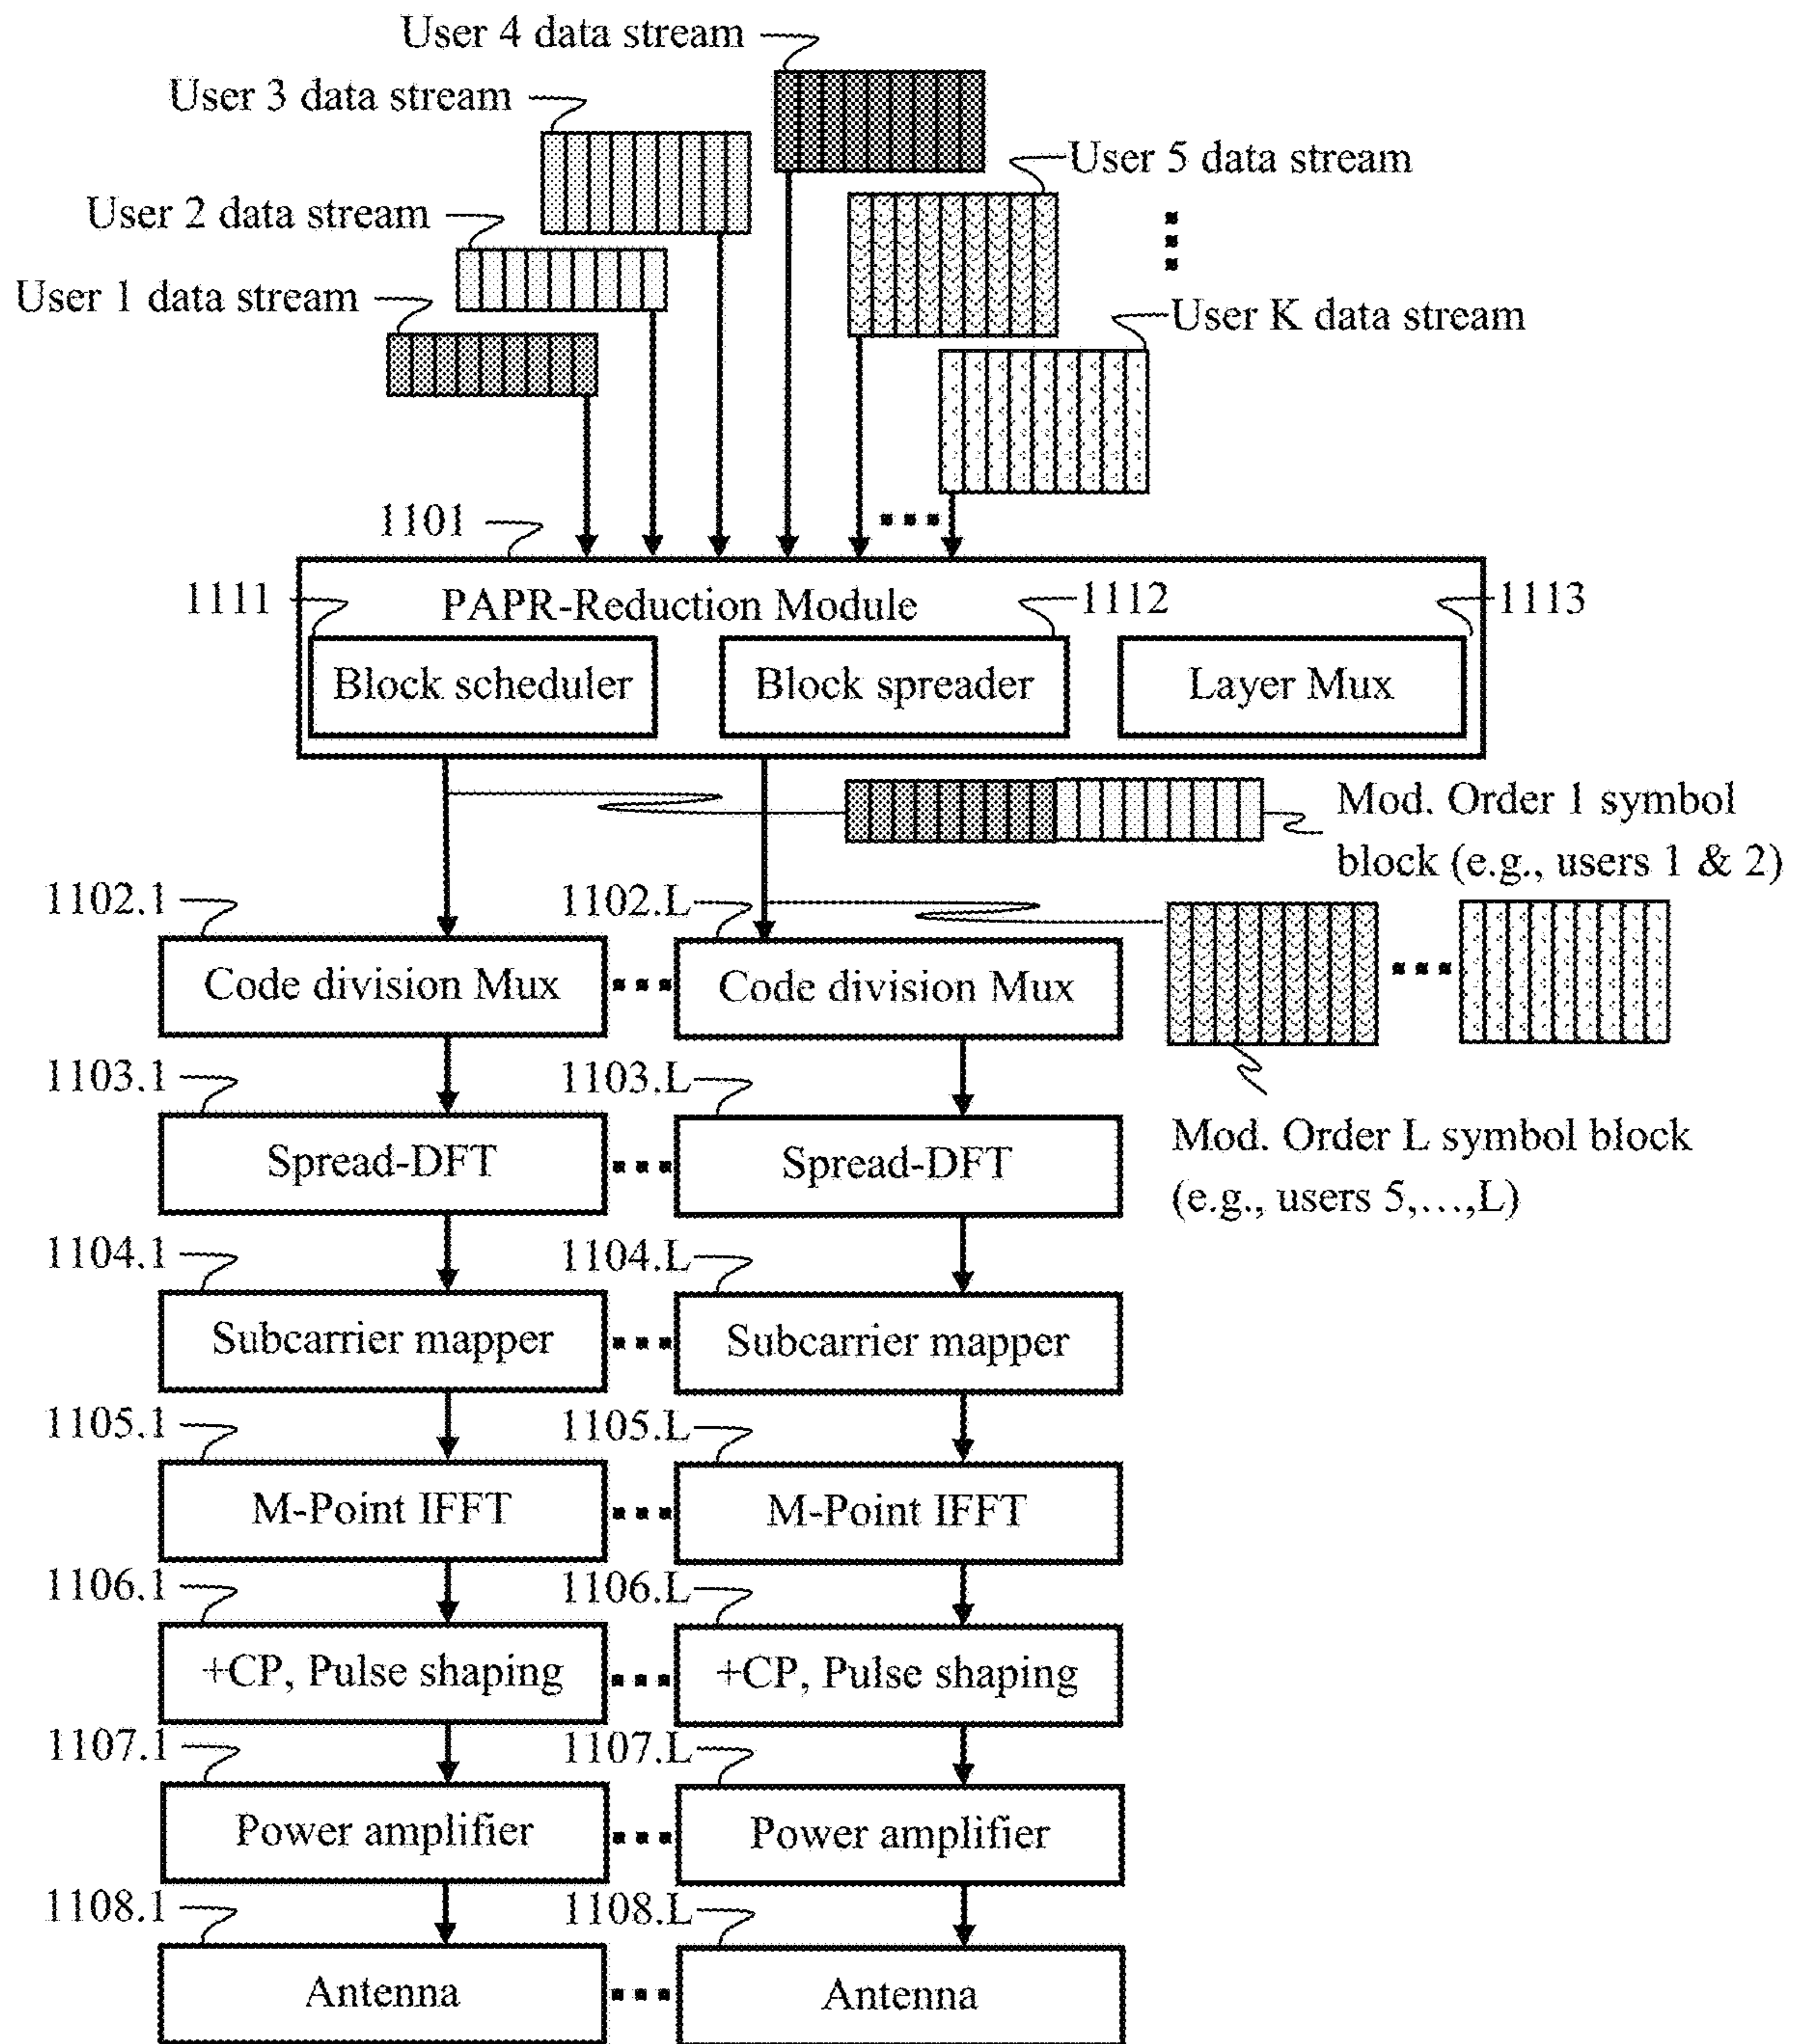 User 4 data stream
User 3 data stream
User 5 data stream
User 2 data stream
User 1 data stream
User K data stream
1101
1111
PAPR-Reduction Module
1112
1113
Block scheduler
Block spreader
Layer Mux
Mod. Order 1 symbol
block (e.g., users 1 & 2)
1102.1
1102.L
Code division Mux
Code division Mux
1103.1
1103.L
Mod. Order L symbol block
(e.g., users 5,…,L)
Spread-DFT
Spread-DFT
1104.1
1104.L
Subcarrier mapper
Subcarrier mapper
1105.1
1105.L
M-Point IFFT
M-Point IFFT
1106.1
1106.L
+CP, Pulse shaping
+CP, Pulse shaping
1107.1
1107.L
Power amplifier
Power amplifier
1108.1
1108.L
Antenna
Antenna